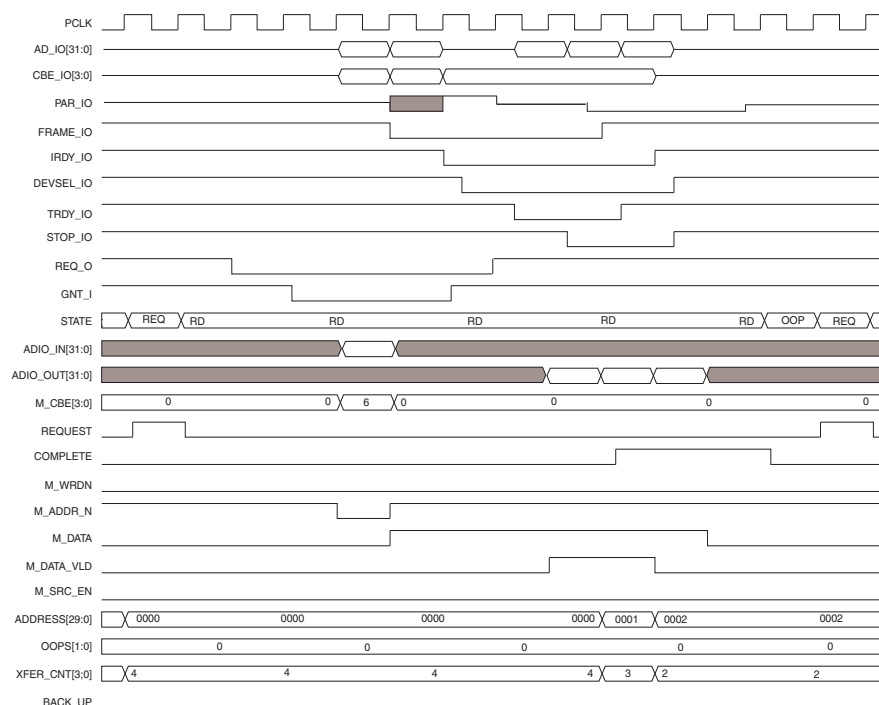 PCLK
AD_IO[31:0]
CBE_IO[3:0]
PAR_IO
FRAME_IO
IRDY_IO
DEVSEL_IO
TRDY_IO
STOP_IO
REQ_O
GNT_I
STATE REQ RD RD RD RD RD OOP REQ
ADIO_IN[31:0]
ADIO_OUT[31:0]
M_CBE[3:0] 0 0 6 0 0 0 0
REQUEST
COMPLETE
M_WRDN
M_ADDR_N
M_DATA
M_DATA_VLD
M_SRC_EN
ADDRESS[29:0] 0000 0000 0000 0000 0001 0002 0002
OOPS[1:0] 0 0 0 0 0
XFER_CNT[3;0] 4 4 4 4 3 2 2
BACK_UP